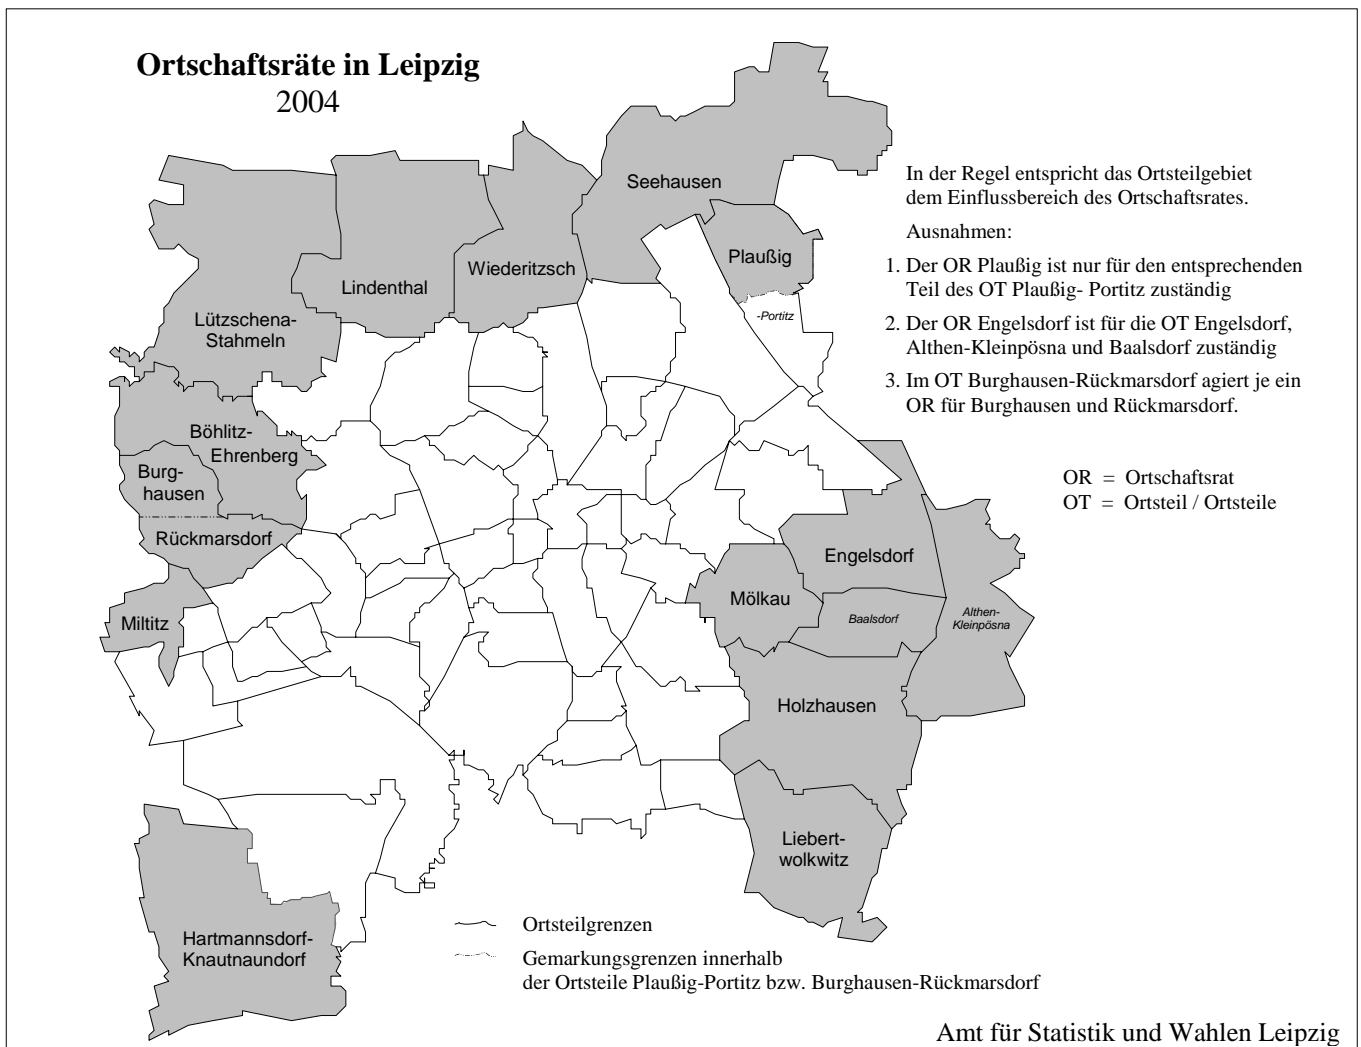 Ortschaftsräte in Leipzig
2004
In der Regel entspricht das Ortsteilgebiet
dem Einflussbereich des Ortschaftsrates.
Ausnahmen:
1. Der OR Plaußig ist nur für den entsprechenden
Teil des OT Plaußig- Portitz zuständig
2. Der OR Engelsdorf ist für die OT Engelsdorf,
Althen-Kleinpösna und Baalsdorf zuständig
3. Im OT Burghausen-Rückmarsdorf agiert je ein
OR für Burghausen und Rückmarsdorf.
OR = Ortschaftsrat
OT = Ortsteil / Ortsteile
Seehausen
Plaußig
-Portitz
Wiederitzsch
Lindenthal
Lützschena-
Stahmeln
Böhlitz-
Ehrenberg
Burg-
hausen
Rückmarsdorf
Miltitz
Engelsdorf
Mölkau
Baalsdorf
Althen-
Kleinpösna
Holzhausen
Liebert-
wolkwitz
Hartmannsdorf-
Knautnaundorf
Ortsteilgrenzen
Gemarkungsgrenzen innerhalb
der Ortsteile Plaußig-Portitz bzw. Burghausen-Rückmarsdorf
Amt für Statistik und Wahlen Leipzig